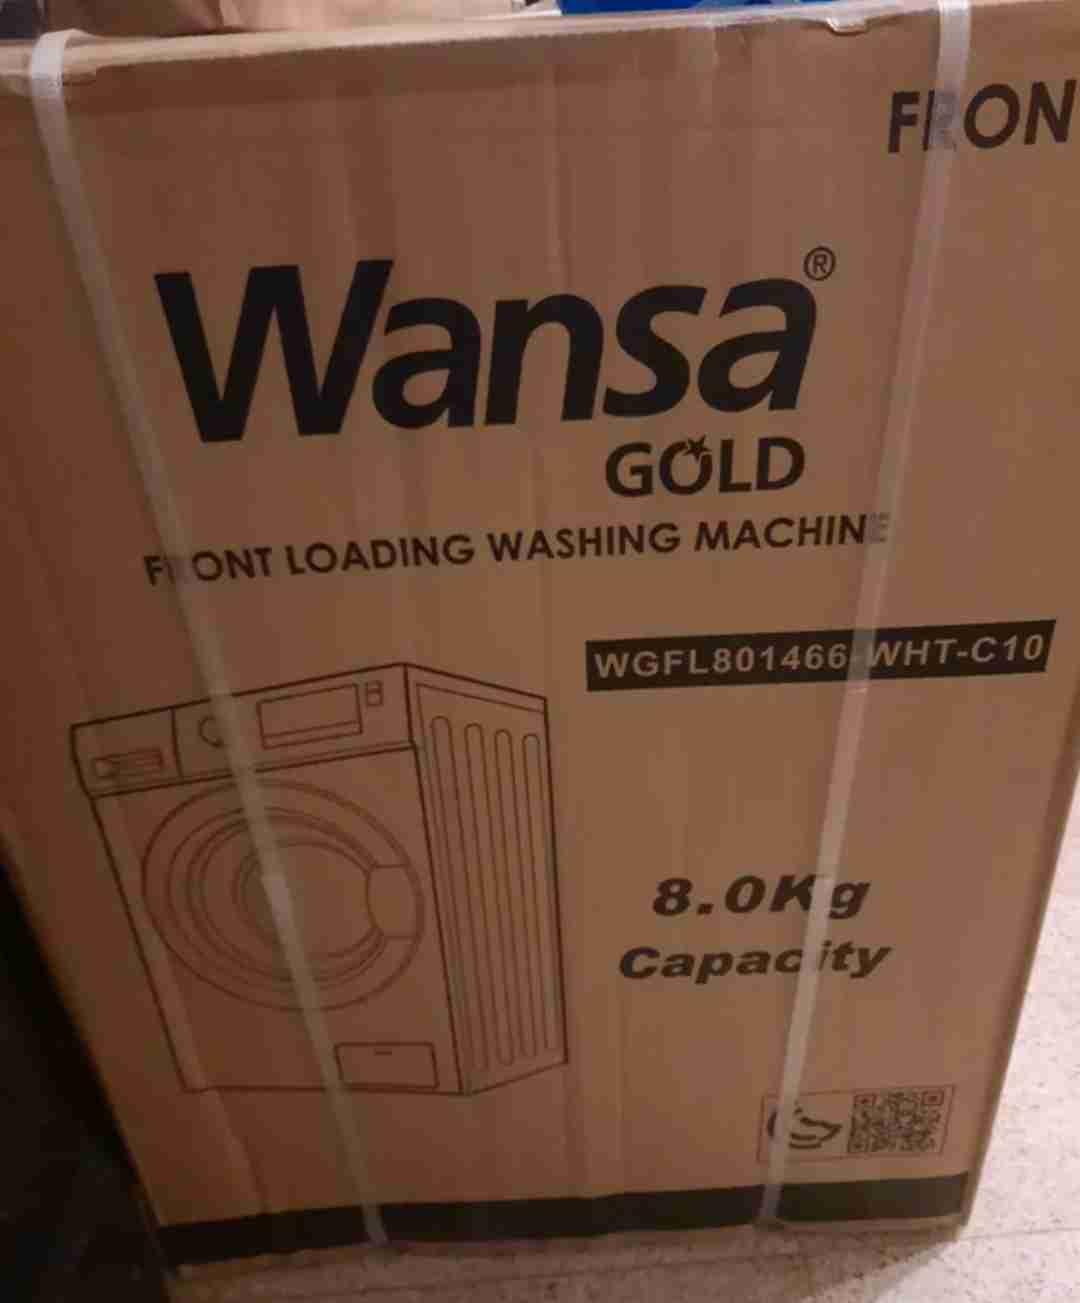 FRON
Wansa®
GOLD
FRONT LOADING WASHING MACHINE
WGFL801466-WHT-C10
8.0Kg
Capacity